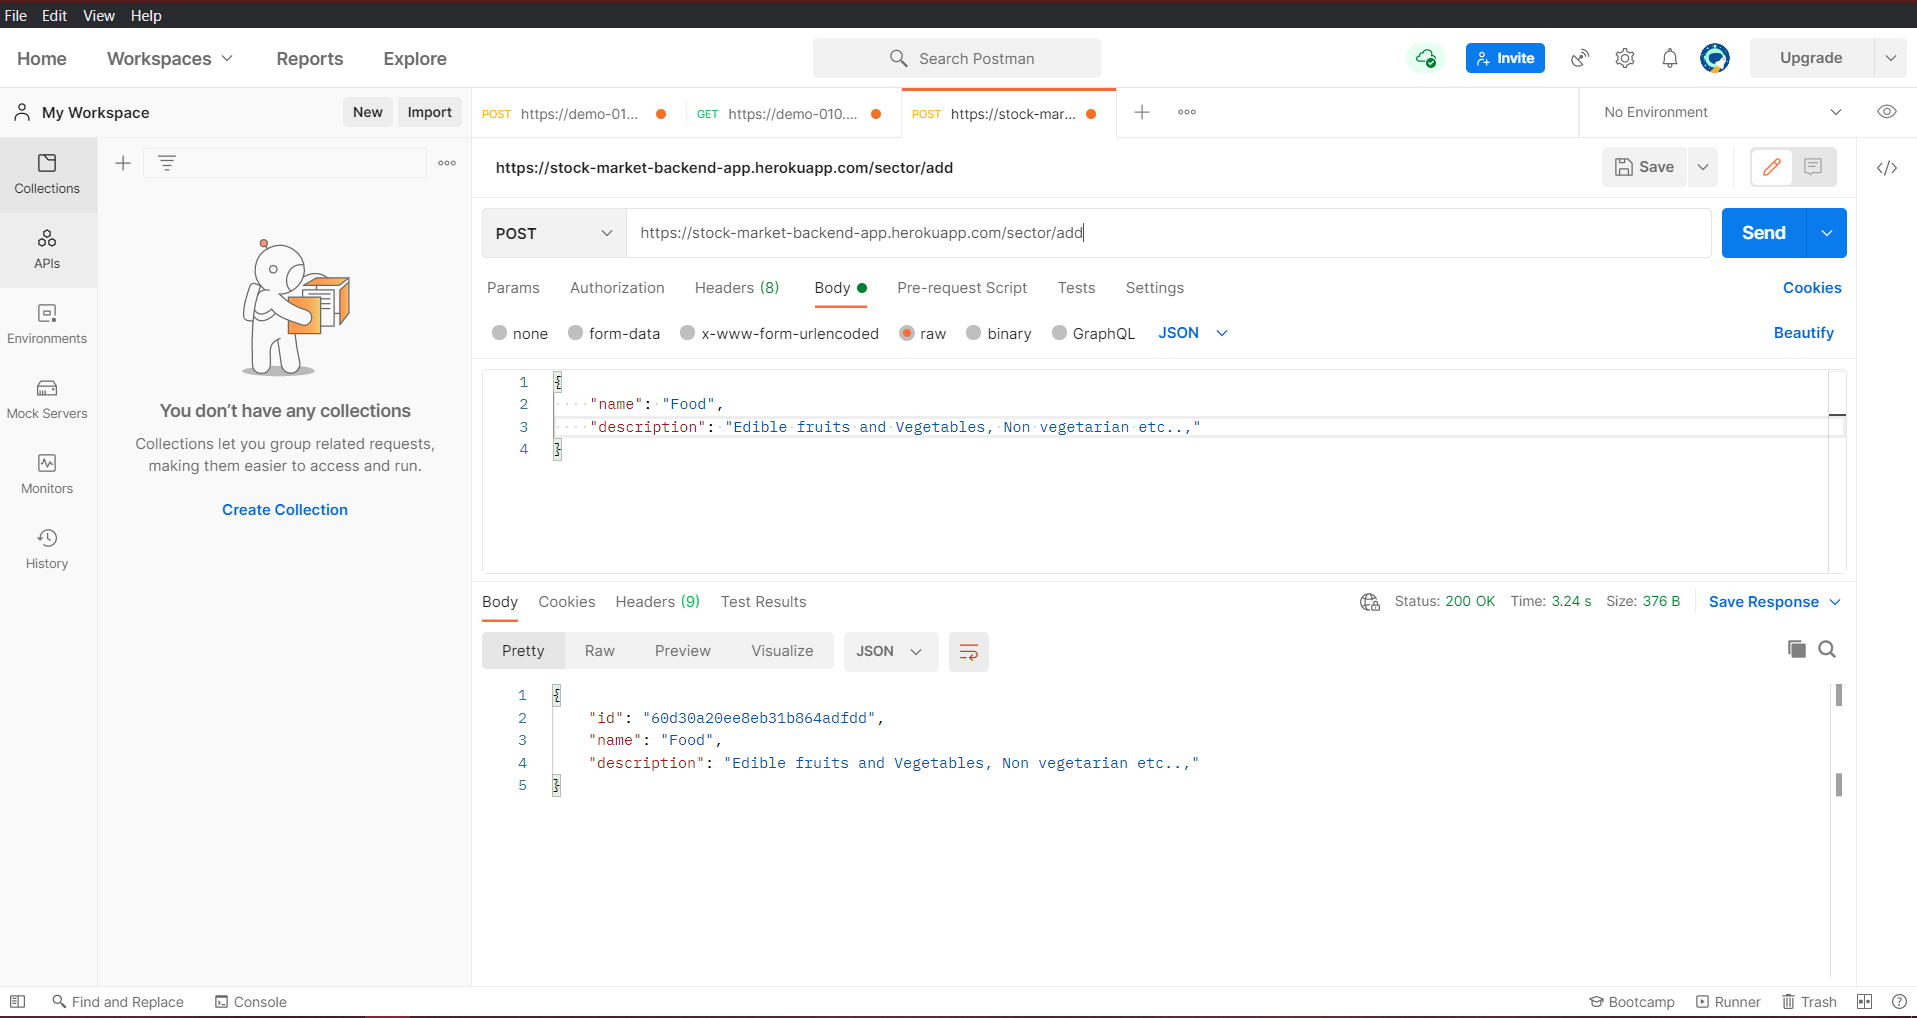 File Edit View Help
Home Workspaces Reports Explore Search Postman Invite Upgrade
My Workspace New Import POST https://demo-01... GET https://demo-010.... POST https://stock-mar... No Environment
Collections
https://stock-market-backend-app.herokuapp.com/sector/add Save
APIs
POST https://stock-market-backend-app.herokuapp.com/sector/add Send
Params Authorization Headers (8) Body Pre-request Script Tests Settings Cookies
Environments
none form-data x-www-form-urlencoded raw binary GraphQL JSON Beautify
1 {
2 "name": "Food",
3 "description": "Edible fruits and Vegetables, Non vegetarian etc..,"
4 }
Mock Servers
You don't have any collections
Collections let you group related requests,
making them easier to access and run.
Monitors
Create Collection
History
Body Cookies Headers (9) Test Results Status: 200 OK Time: 3.24 s Size: 376 B Save Response
Pretty Raw Preview Visualize JSON
1 {
2 "id": "60d30a20ee8eb31b864adfdd",
3 "name": "Food",
4 "description": "Edible fruits and Vegetables, Non vegetarian etc..,"
5 }
Find and Replace Console Bootcamp Runner Trash